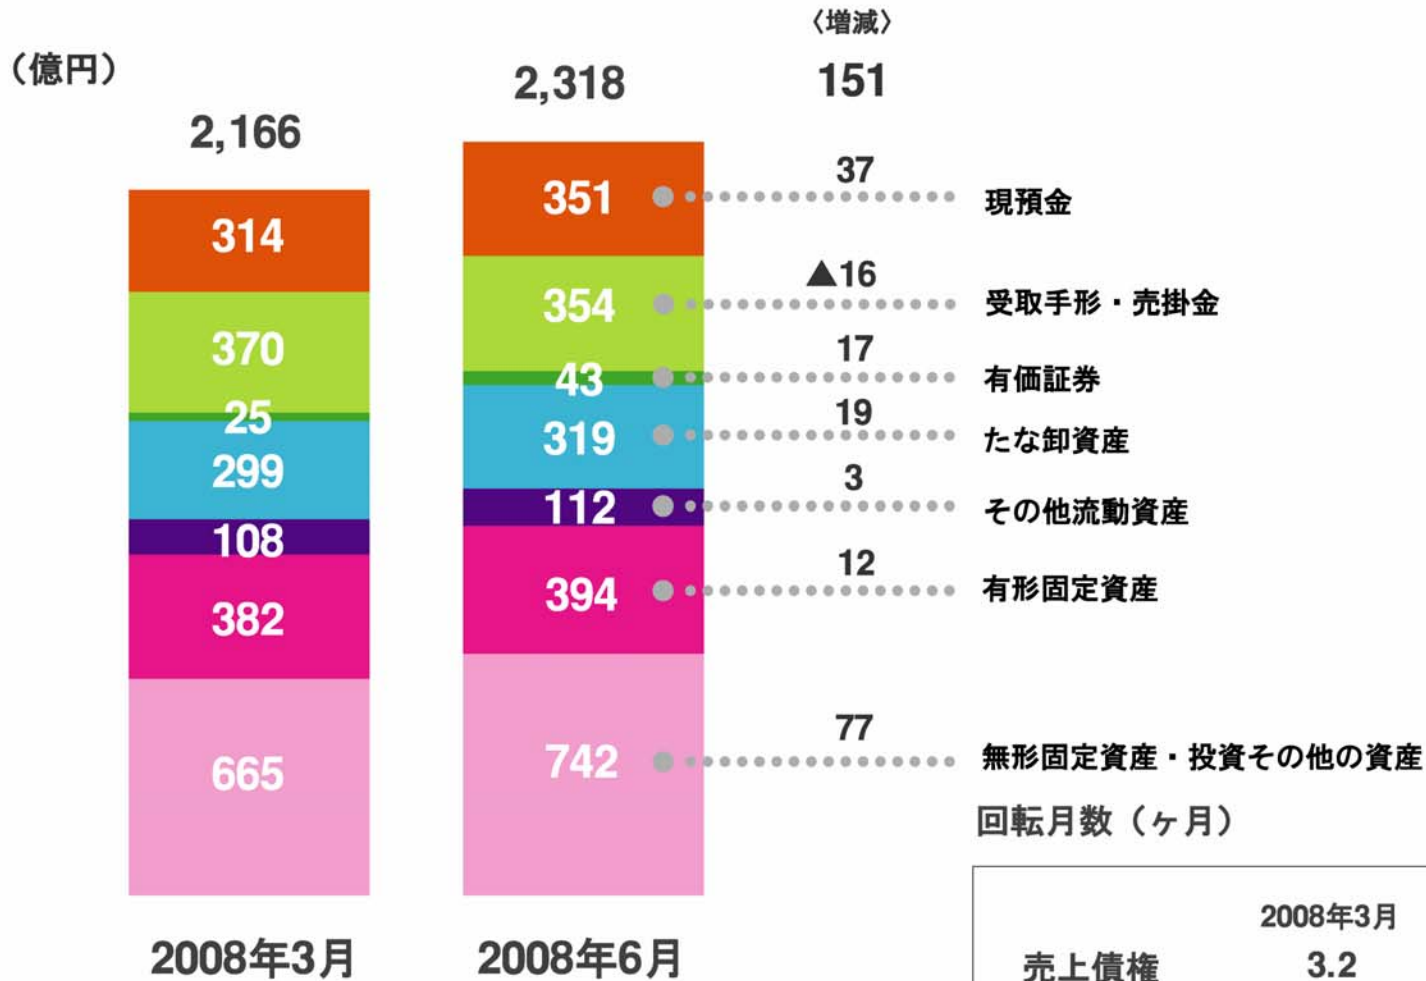 〈増減〉
(億円)
2,166
2,318
151
314
351
37
現預金
370
354
▲16
受取手形・売掛金
25
43
17
有価証券
299
319
19
たな卸資産
108
112
3
その他流動資産
382
394
12
有形固定資産
665
742
77
無形固定資産・投資その他の資産
2008年3月
2008年6月
回転月数(ヶ月)
2008年3月
売上債権 3.2